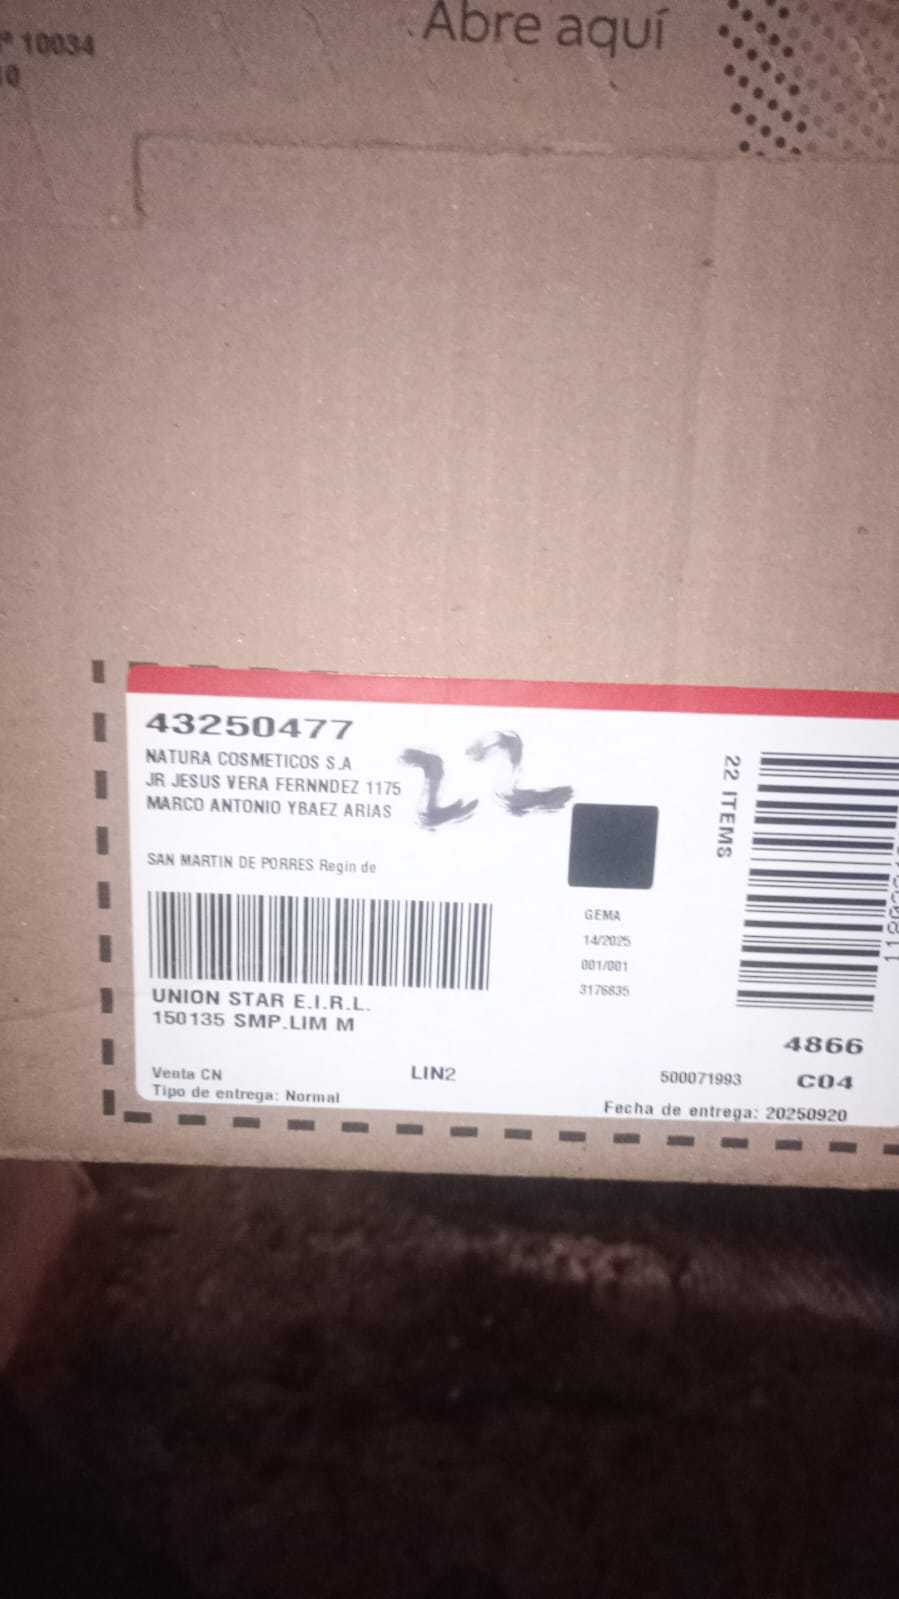 Abre aquí
10034
43250477
NATURA COSMETICOS S.A
JR JESUS VERA FERNNDEZ 1175
MARCO ANTONIO YBAEZ ARIAS
22
22 ITEMS
SAN MARTIN DE PORRES Regin de
GEMA
14/2025
001/001
3176835
UNION STAR E.I.R.L.
150135 SMP.LIM M
4866
Venta CN
LIN2
500071993
C04
Tipo de entrega: Normal
Fecha de entrega: 20250920